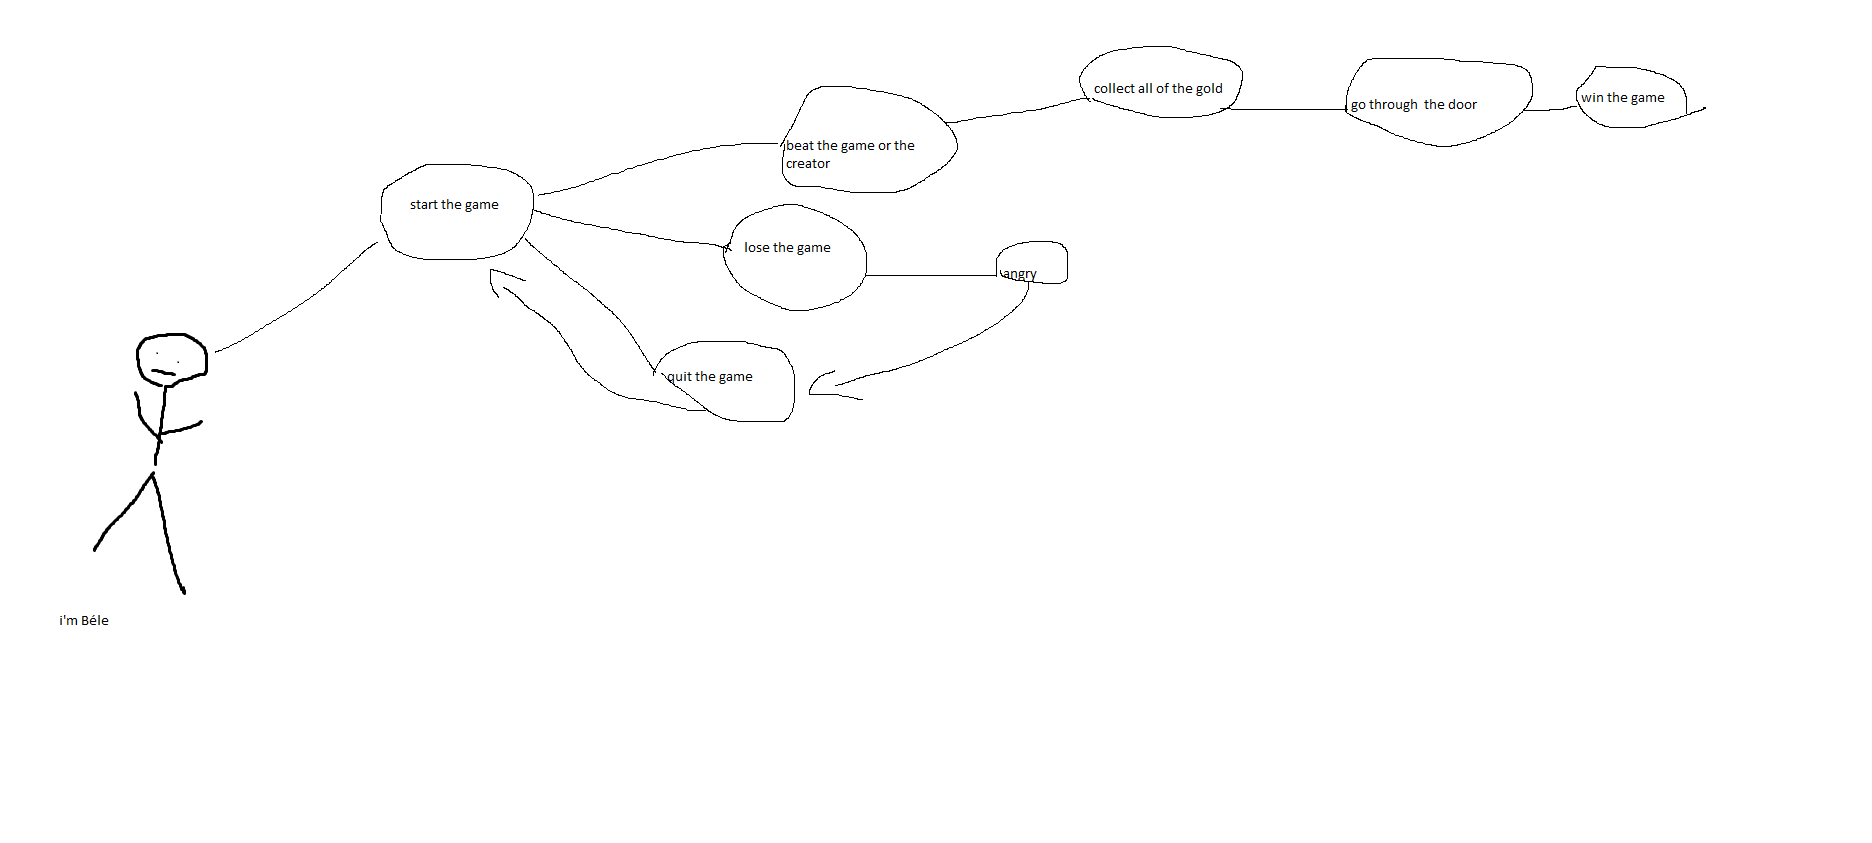 collect all of the gold
go through the door
win the game
beat the game or the
creator
start the game
lose the game
angry
quit the game
i'm Béle